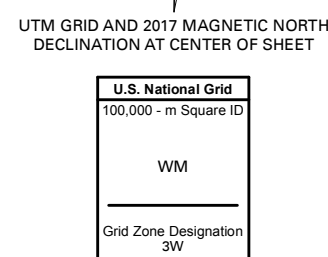 UTM GRID AND 2017 MAGNETIC NORTH
DECLINATION AT CENTER OF SHEET
U.S. National Grid
100,000 - m Square ID
WM
Grid Zone Designation
3W